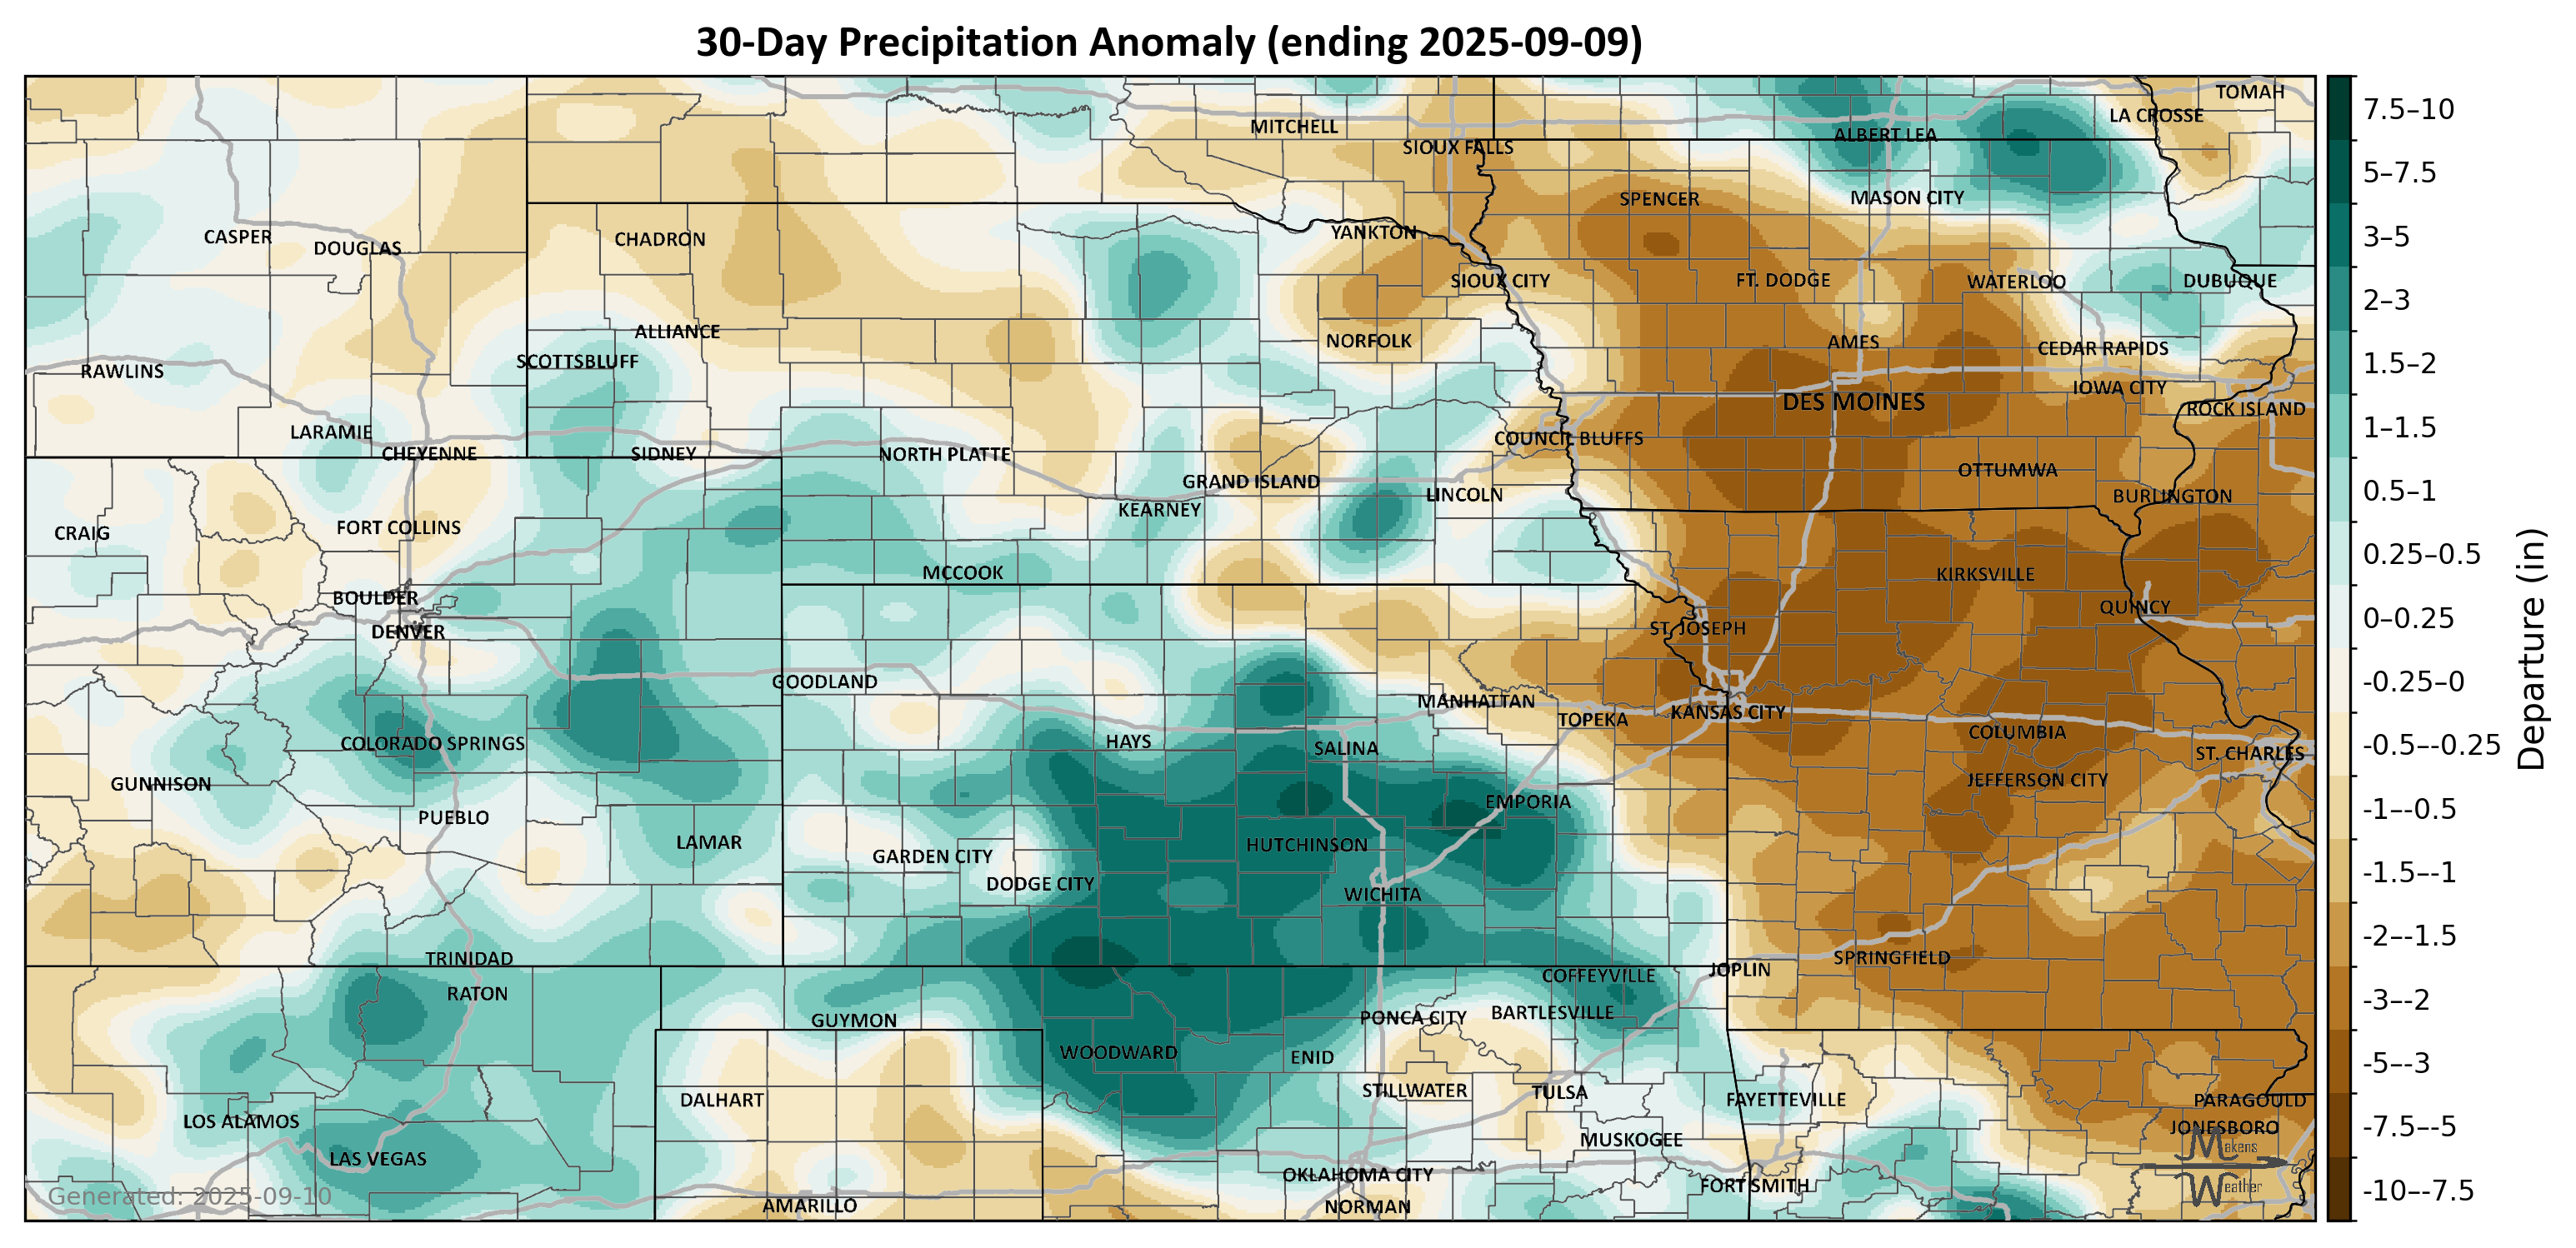 30-Day Precipitation Anomaly (ending 2025-09-09)
TOMAH
LA CROSSE
MITCHELL
ALBERT LEA
SIOUX FALLS
SPENCER
MASON CITY
YANKTON
CASPER
DOUGLAS
CHADRON
SIOUX CITY
FT. DODGE
WATERLOO
DUBUQUE
ALLIANCE
NORFOLK
AMES
CEDAR RAPIDS
SCOTTSBLUFF
RAWLINS
IOWA CITY
DES MOINES
ROCK ISLAND
LARAMIE
CHEYENNE
SIDNEY
NORTH PLATTE
COUNCIL BLUFFS
OTTUMWA
GRAND ISLAND
LINCOLN
BURLINGTON
KEARNEY
CRAIG
FORT COLLINS
MCCOOK
KIRKSVILLE
BOULDER
QUINCY
DENVER
ST. JOSEPH
GOODLAND
MANHATTAN
TOPEKA
KANSAS CITY
COLUMBIA
COLORADO SPRINGS
HAYS
SALINA
ST. CHARLES
GUNNISON
JEFFERSON CITY
PUEBLO
EMPORIA
LAMAR
GARDEN CITY
HUTCHINSON
DODGE CITY
WICHITA
TRINIDAD
SPRINGFIELD
JOPLIN
COFFEYVILLE
RATON
GUYMON
PONCA CITY
BARTLESVILLE
WOODWARD
ENID
DALHART
STILLWATER
TULSA
FAYETTEVILLE
PARAGOULD
LOS ALAMOS
JONESBORO
MUSKOGEE
LAS VEGAS
OKLAHOMA CITY
FORT SMITH
AMARILLO
NORMAN
Makens
Weather
Generated: 2025-09-10
7.5–10
5–7.5
3–5
2–3
1.5–2
1–1.5
0.5–1
0.25–0.5
0–0.25
-0.25–0
-0.5–-0.25
-1–-0.5
-1.5–-1
-2–-1.5
-3–-2
-5–-3
-7.5–-5
-10–-7.5
Departure (in)